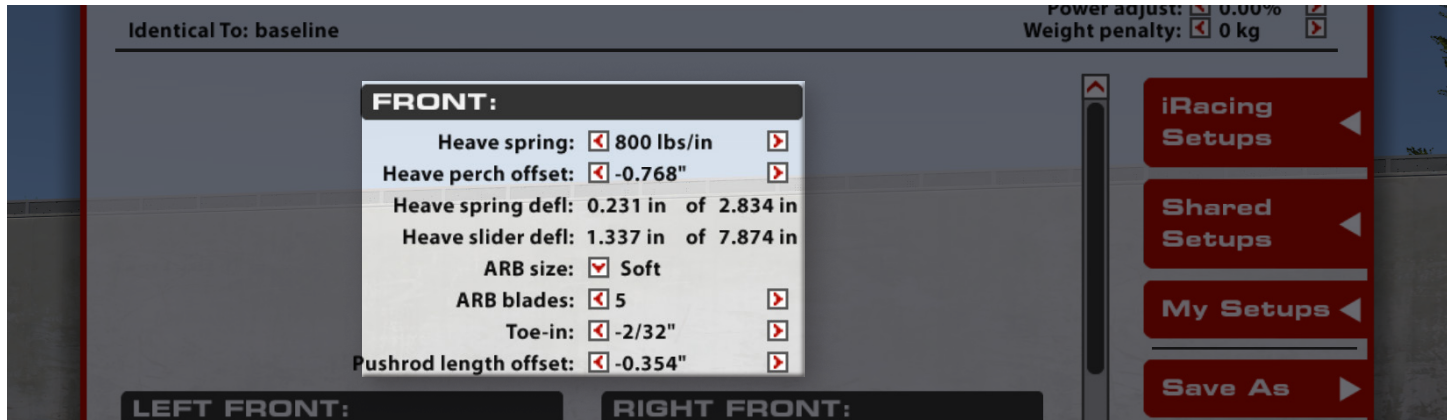 Power adjust: 0.00%
Identical To: baseline
Weight penalty: 0 kg
FRONT:
Heave spring: 800 lbs/in
Heave perch offset: -0.768"
Heave spring defl: 0.231 in of 2.834 in
Heave slider defl: 1.337 in of 7.874 in
ARB size: Soft
ARB blades: 5
Toe-in: -2/32"
Pushrod length offset: -0.354"
iRacing
Setups
Shared
Setups
My Setups
Save As
LEFT FRONT:
RIGHT FRONT: